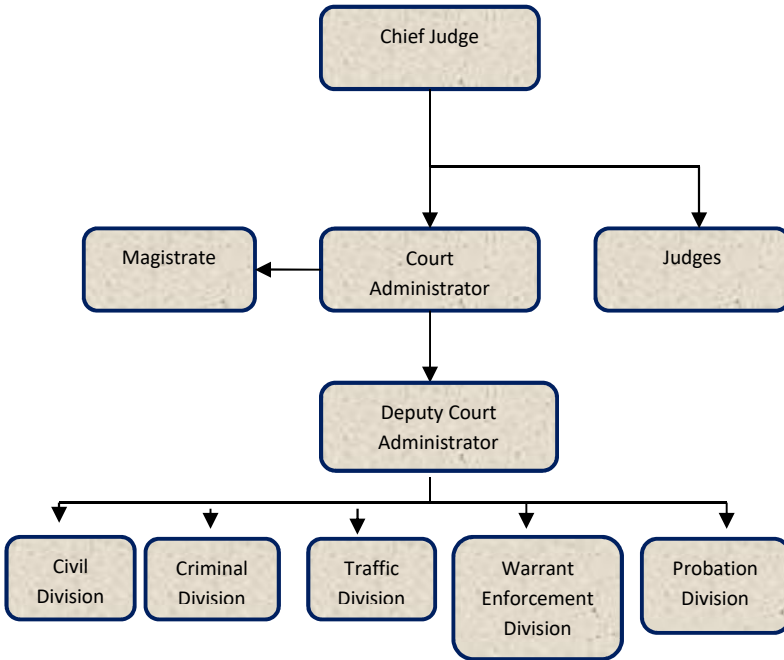 Chief Judge
Magistrate
Court
Administrator
Judges
Deputy Court
Administrator
Civil
Division
Criminal
Division
Traffic
Division
Warrant
Enforcement
Division
Probation
Division